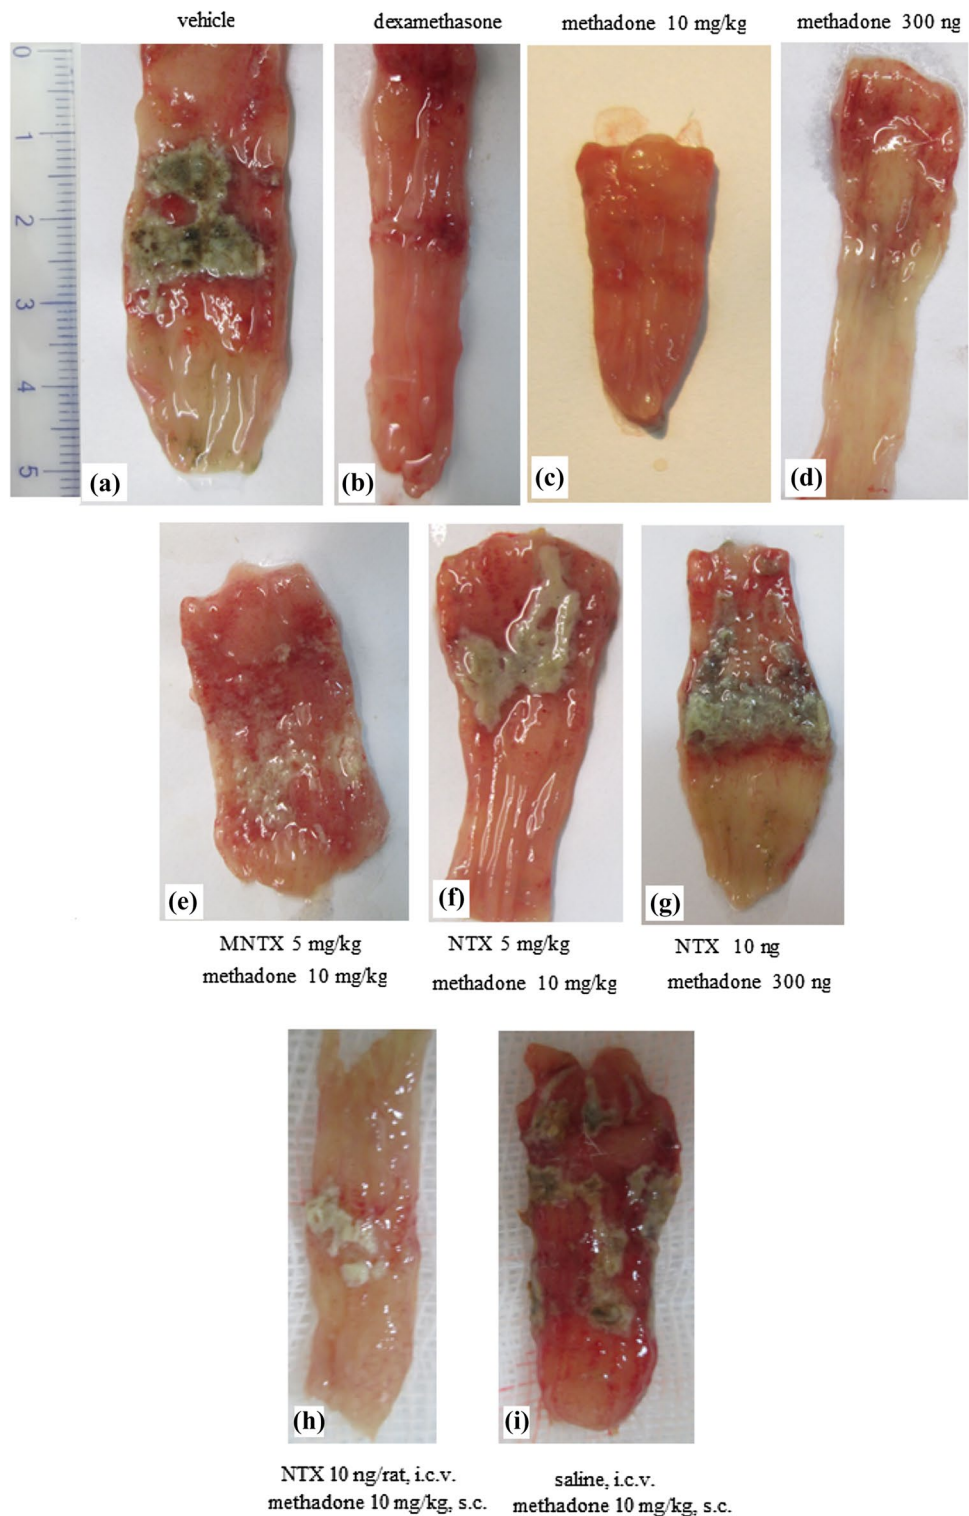 vehicle
dexamethasone
methadone 10 mg/kg
methadone 300 ng
0
1
2
3
4
5
(a)
(b)
(c)
(d)
(e)
(f)
(g)
MNTX 5 mg/kg
methadone 10 mg/kg
NTX 5 mg/kg
methadone 10 mg/kg
NTX 10 ng
methadone 300 ng
(h)
(i)
NTX 10 ng/rat, i.c.v.
methadone 10 mg/kg, s.c.
saline, i.c.v.
methadone 10 mg/kg, s.c.